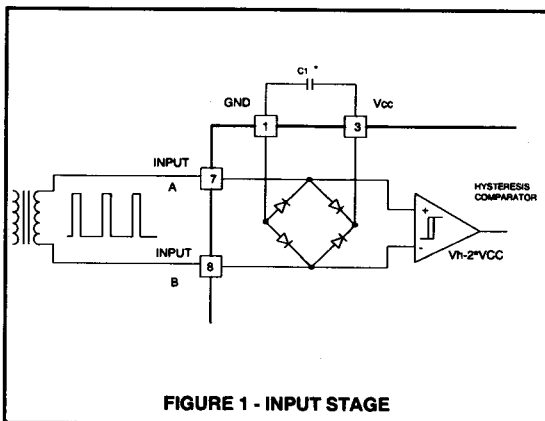 C1 *
GND
Vcc
1
3
INPUT
7
A
HYSTERESIS
COMPARATOR
+
-
INPUT
8
Vh-2*VCC
B
FIGURE 1 - INPUT STAGE